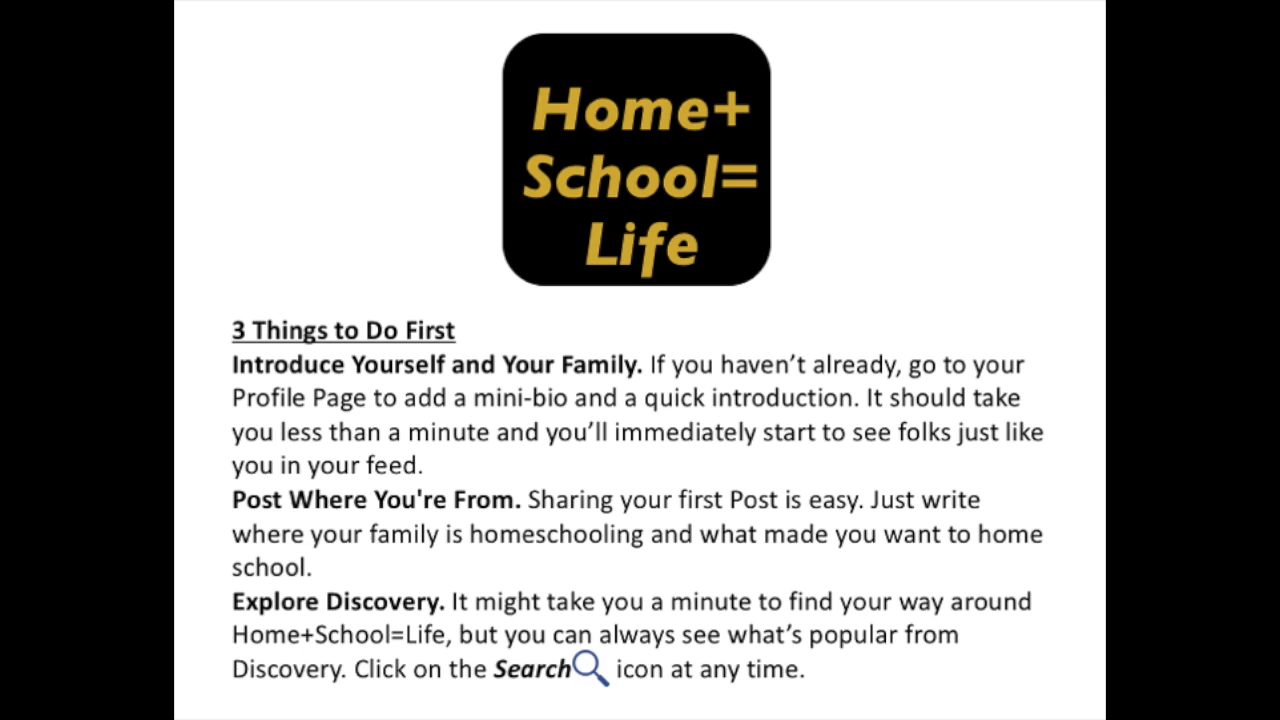 Home+
School=
Life
3 Things to Do First
Introduce Yourself and Your Family. If you haven’t already, go to your
Profile Page to add a mini-bio and a quick introduction. It should take
you less than a minute and you’ll immediately start to see folks just like
you in your feed.
Post Where You're From. Sharing your first Post is easy. Just write
where your family is homeschooling and what made you want to home
school.
Explore Discovery. It might take you a minute to find your way around
Home+School=Life, but you can always see what’s popular from
Discovery. Click on the Search icon at any time.